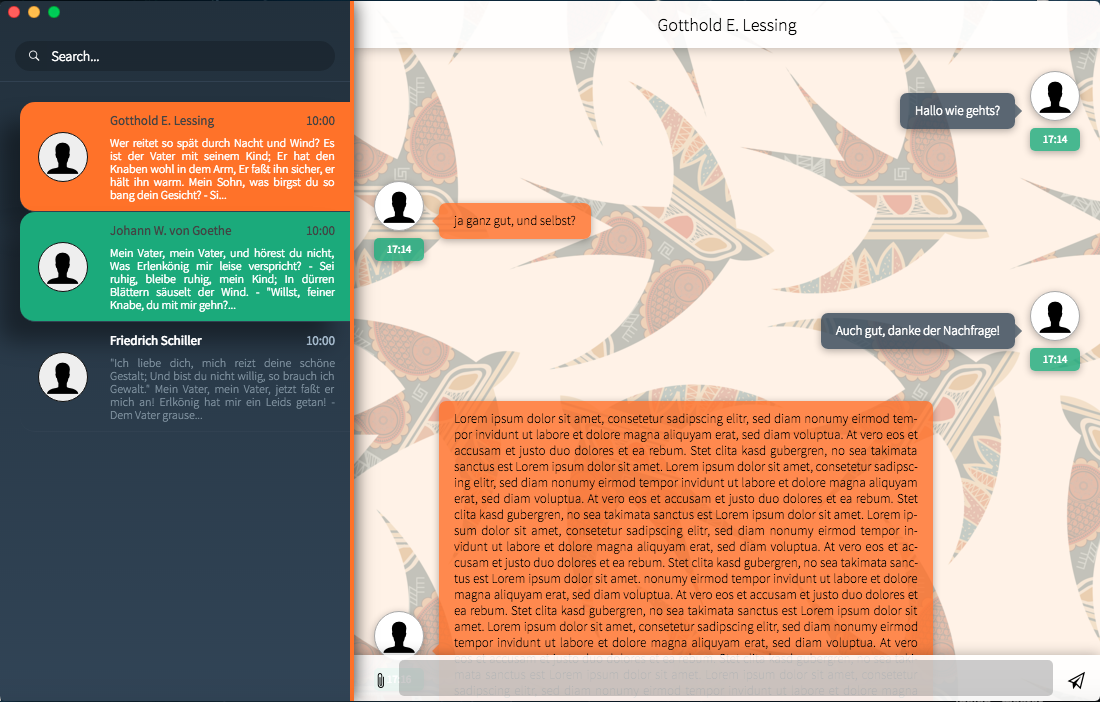 Search...
Gotthold E. Lessing 10:00
Wer reitet so spät durch Nacht und Wind? Es
ist der Vater mit seinem Kind; Er hat den
Knaben wohl in dem Arm, Er faßt ihn sicher, er
hält ihn warm. Mein Sohn, was birgst du so
bang dein Gesicht? - Si...
Johann W. von Goethe 10:00
Mein Vater, mein Vater, und hörest du nicht,
Was Erlenkönig mir leise verspricht? - Sei
ruhig, bleibe ruhig, mein Kind; In dürren
Blättern säuselt der Wind. - "Willst, feiner
Knabe, du mit mir gehn?...
Friedrich Schiller 10:00
"Ich liebe dich, mich reizt deine schöne
Gestalt; Und bist du nicht willig, so brauch ich
Gewalt." Mein Vater, mein Vater, jetzt faßt er
mich an! Erlkönig hat mir ein Leids getan! -
Dem Vater grause...
Gotthold E. Lessing
Hallo wie gehts?
17:14
ja ganz gut, und selbst?
17:14
Auch gut, danke der Nachfrage!
17:14
Lorem ipsum dolor sit amet, consetetur sadipscing elitr, sed diam nonumy eirmod tem-
por invidunt ut labore et dolore magna aliquyam erat, sed diam voluptua. At vero eos et
accusam et justo duo dolores et ea rebum. Stet clita kasd gubergren, no sea takimata
sanctus est Lorem ipsum dolor sit amet. Lorem ipsum dolor sit amet, consetetur sadipsc-
ing elitr, sed diam nonumy eirmod tempor invidunt ut labore et dolore magna aliquyam
erat, sed diam voluptua. At vero eos et accusam et justo duo dolores et ea rebum. Stet
clita kasd gubergren, no sea takimata sanctus est Lorem ipsum dolor sit amet. Lorem ip-
sum dolor sit amet, consetetur sadipscing elitr, sed diam nonumy eirmod tempor in-
vidunt ut labore et dolore magna aliquyam erat, sed diam voluptua. At vero eos et ac-
cusam et justo duo dolores et ea rebum. Stet clita kasd gubergren, no sea takimata sanc-
tus est Lorem ipsum dolor sit amet. nonumy eirmod tempor invidunt ut labore et dolore
magna aliquyam erat, sed diam voluptua. At vero eos et accusam et justo duo dolores et
ea rebum. Stet clita kasd gubergren, no sea takimata sanctus est Lorem ipsum dolor sit
amet. Lorem ipsum dolor sit amet, consetetur sadipscing elitr, sed diam nonumy eirmod
tempor invidunt ut labore et dolore magna aliquyam erat, sed diam voluptua. At vero